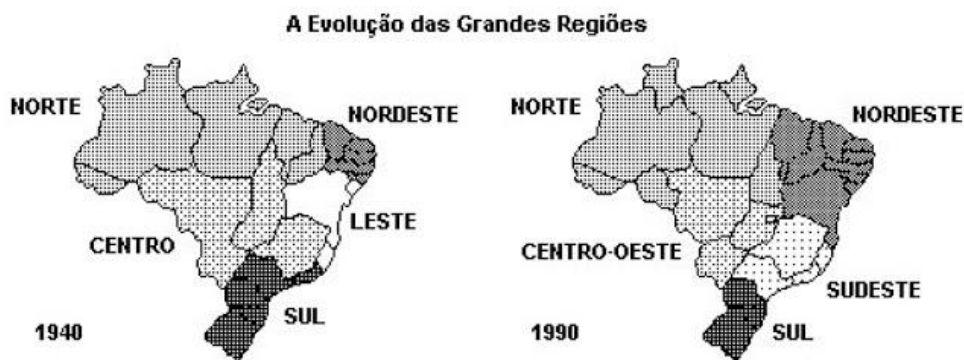 A Evolução das Grandes Regiões
NORTE
NORDESTE
LESTE
CENTRO
SUL
1940
NORTE
NORDESTE
CENTRO-OESTE
SUDESTE
SUL
1990